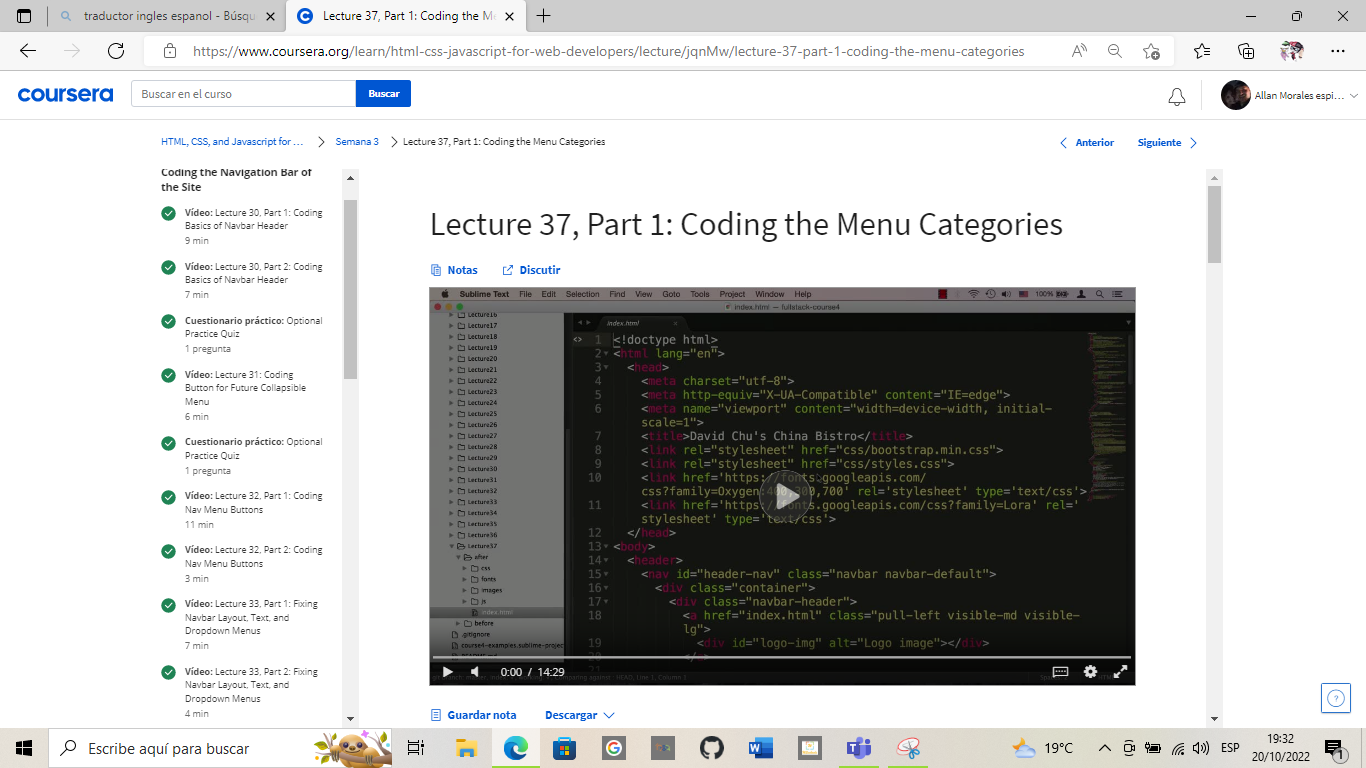 traductor ingles espanol - Búsqu
Lecture 37, Part 1: Coding the Me
https://www.coursera.org/learn/html-css-javascript-for-web-developers/lecture/jqnMw/lecture-37-part-1-coding-the-menu-categories
coursera
Buscar en el curso
Buscar
Allan Morales espi...
HTML, CSS, and Javascript for ...
Semana 3
Lecture 37, Part 1: Coding the Menu Categories
Anterior
Siguiente
Coding the Navigation Bar of
the Site
Vídeo: Lecture 30, Part 1: Coding
Basics of Navbar Header
9 min
Vídeo: Lecture 30, Part 2: Coding
Basics of Navbar Header
7 min
Cuestionario práctico: Optional
Practice Quiz
1 pregunta
Vídeo: Lecture 31: Coding
Button for Future Collapsible
Menu
6 min
Cuestionario práctico: Optional
Practice Quiz
1 pregunta
Vídeo: Lecture 32, Part 1: Coding
Nav Menu Buttons
11 min
Vídeo: Lecture 32, Part 2: Coding
Nav Menu Buttons
3 min
Vídeo: Lecture 33, Part 1: Fixing
Navbar Layout, Text, and
Dropdown Menus
7 min
Vídeo: Lecture 33, Part 2: Fixing
Navbar Layout, Text, and
Dropdown Menus
4 min
Lecture 37, Part 1: Coding the Menu Categories
Notas
Discutir
Sublime Text File Edit Selection Find View Goto Tools Project Window Help
100%
index.html — fullstack-course4
Lecture16
Lecture17
Lecture18
Lecture19
Lecture20
Lecture21
Lecture22
Lecture23
Lecture24
Lecture25
Lecture26
Lecture27
Lecture28
Lecture29
Lecture30
Lecture31
Lecture32
Lecture33
Lecture34
Lecture35
Lecture36
Lecture37
after
css
fonts
images
js
index.html
before
.gitignore
course4-examples.sublime-project
index.html
1 <!doctype html>
2 <html lang="en">
3 <head>
4 <meta charset="utf-8">
5 <meta http-equiv="X-UA-Compatible" content="IE=edge">
6 <meta name="viewport" content="width=device-width, initial-
scale=1">
7 <title>David Chu's China Bistro</title>
8 <link rel="stylesheet" href="css/bootstrap.min.css">
9 <link rel="stylesheet" href="css/styles.css">
10 <link href='https://fonts.googleapis.com/
css?family=Oxygen:400,300,700' rel='stylesheet' type='text/css'>
11 <link href='https://fonts.googleapis.com/css?family=Lora' rel='
stylesheet' type='text/css'>
12 </head>
13 <body>
14 <header>
15 <nav id="header-nav" class="navbar navbar-default">
16 <div class="container">
17 <div class="navbar-header">
18 <a href="index.html" class="pull-left visible-md visible-
lg">
19 <div id="logo-img" alt="Logo image"></div>
20
0:00 / 14:29
Guardar nota
Descargar
Escribe aquí para buscar
19°C
ESP
19:32
20/10/2022
1